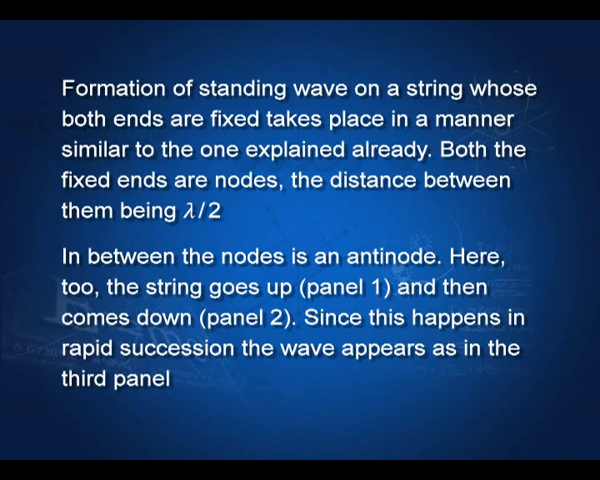 Formation of standing wave on a string whose
both ends are fixed takes place in a manner
similar to the one explained already. Both the
fixed ends are nodes, the distance between
them being λ/2
In between the nodes is an antinode. Here,
too, the string goes up (panel 1) and then
comes down (panel 2). Since this happens in
rapid succession the wave appears as in the
third panel